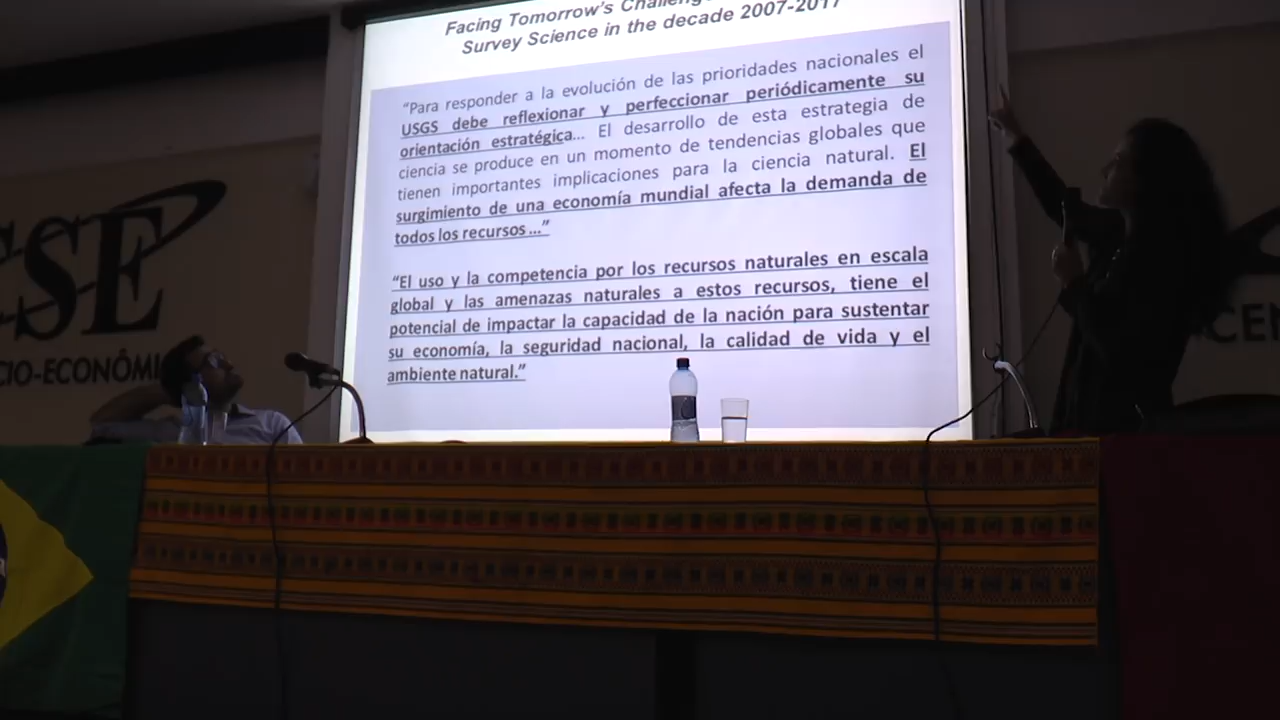 Facing Tomorrow's
Survey Science in the decade 2007-2017
"Para responder a la evolución de las prioridades nacionales el
USGS debe reflexionar y perfeccionar periódicamente su
orientación estratégica... El desarrollo de esta estrategia de
ciencia se produce en un momento de tendencias globales que
tienen importantes implicaciones para la ciencia natural. El
surgimiento de una economía mundial afecta la demanda de
todos los recursos ..."
"El uso y la competencia por los recursos naturales en escala
global y las amenazas naturales a estos recursos, tiene el
potencial de impactar la capacidad de la nación para sustentar
su economía, la seguridad nacional, la calidad de vida y el
ambiente natural."
CSE
CIO-ECONÔMI
CE